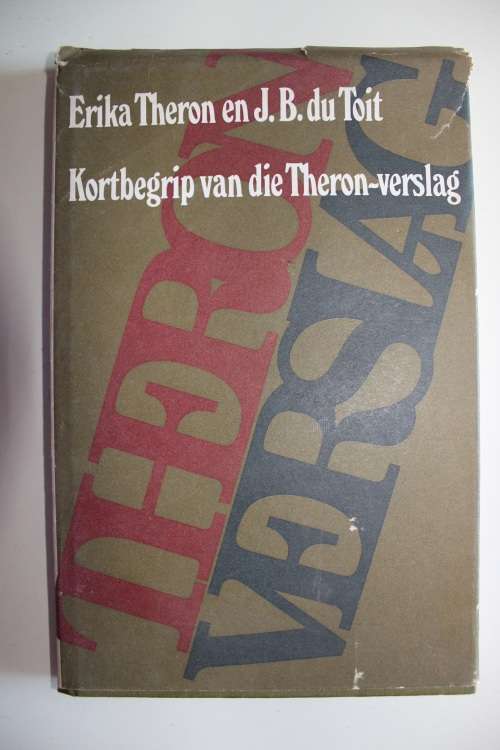 Erika Theron en J. B. du Toit
Kortbegrip van die Theron-verslag
THERON
VERSLAG